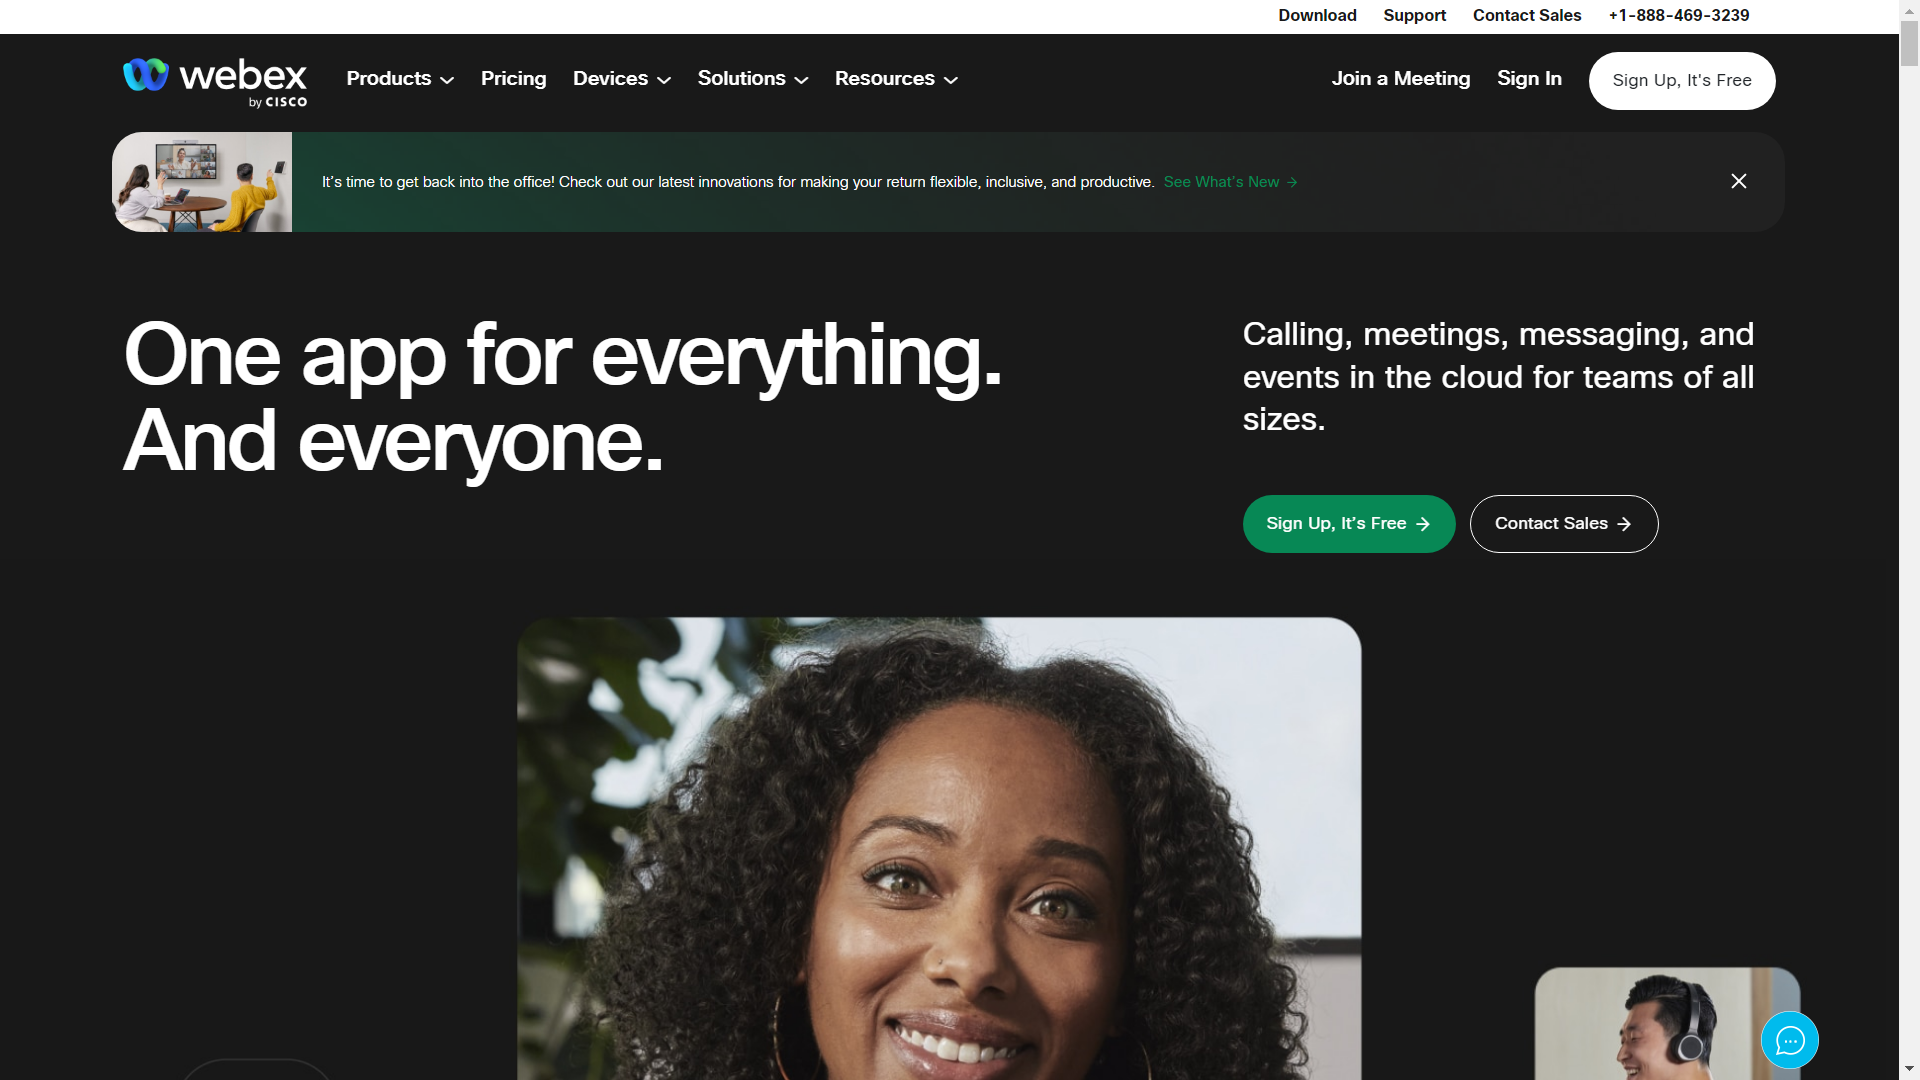 Download Support Contact Sales +1-888-469-3239
webex
by CISCO
Products Pricing Devices Solutions Resources Join a Meeting Sign In Sign Up, It's Free
It's time to get back into the office! Check out our latest innovations for making your return flexible, inclusive, and productive. See What's New →
One app for everything.
And everyone.
Calling, meetings, messaging, and
events in the cloud for teams of all
sizes.
Sign Up, It's Free →
Contact Sales →